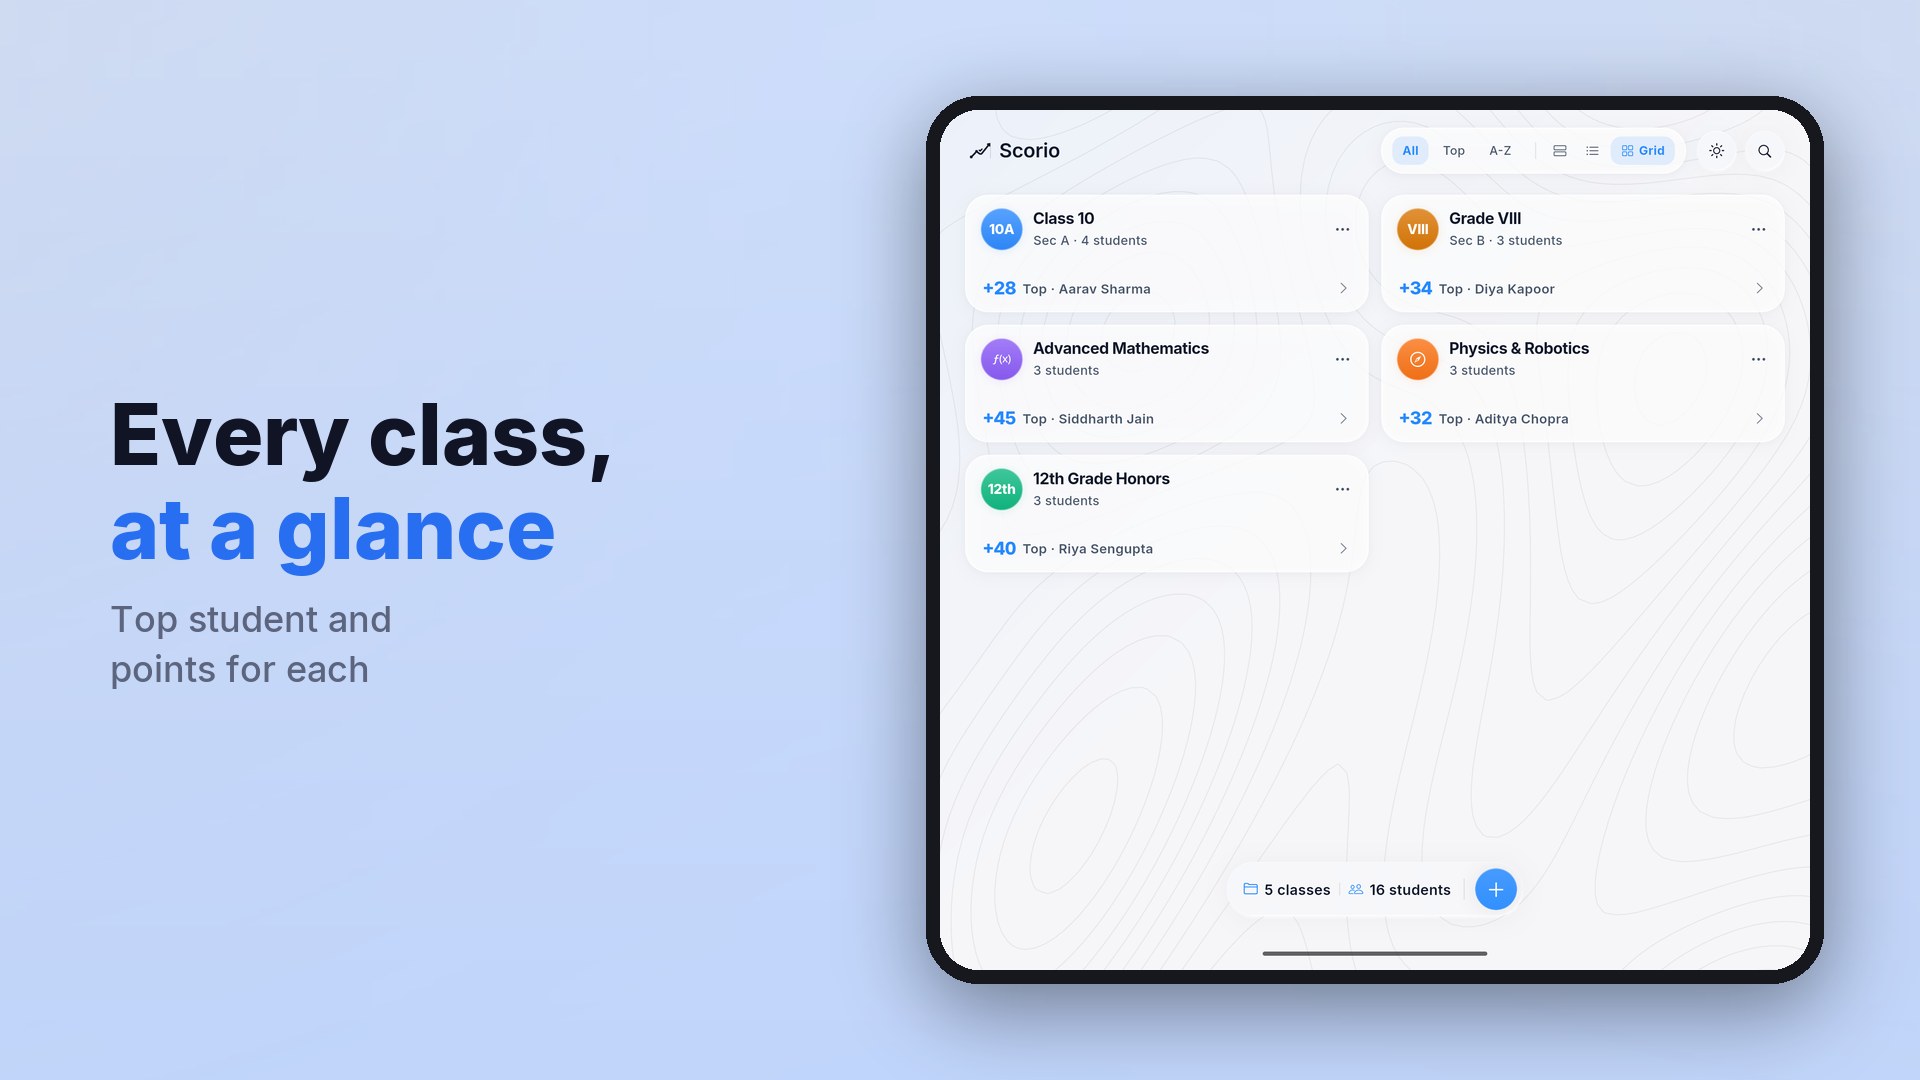 Every class,
at a glance
Top student and
points for each
Scorio
All Top A-Z Grid
10A
Class 10
Sec A · 4 students
+28 Top · Aarav Sharma
VIII
Grade VIII
Sec B · 3 students
+34 Top · Diya Kapoor
f(x)
Advanced Mathematics
3 students
+45 Top · Siddharth Jain
Physics & Robotics
3 students
+32 Top · Aditya Chopra
12th
12th Grade Honors
3 students
+40 Top · Riya Sengupta
5 classes 16 students